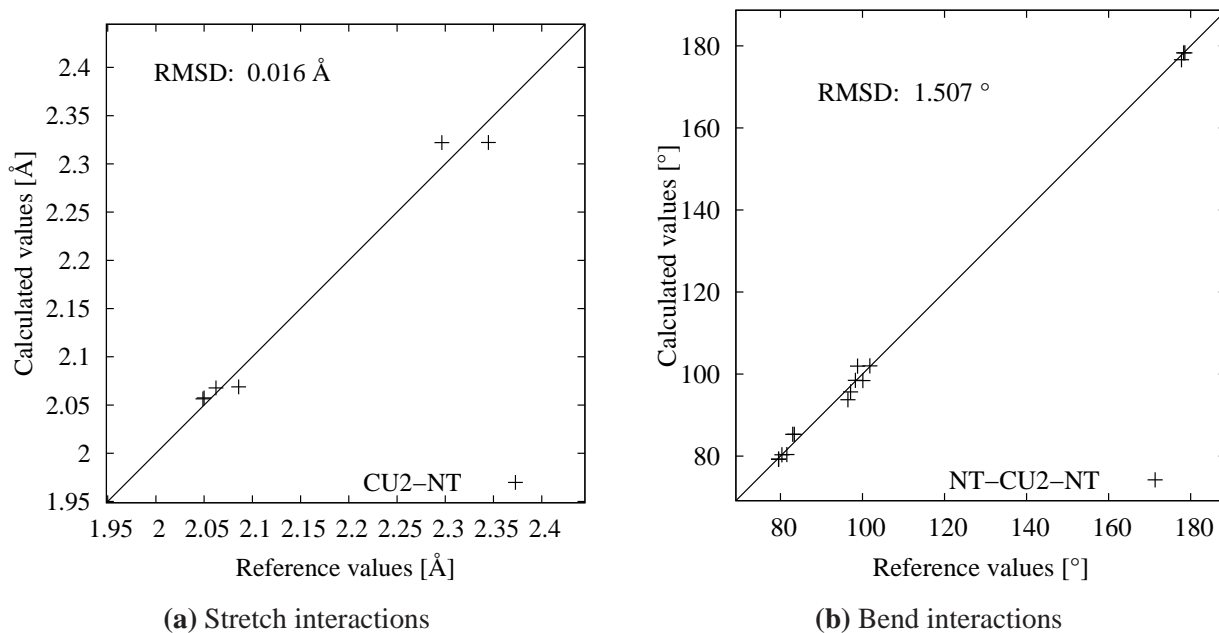 2.4
2.35
2.3
2.25
2.2
2.15
2.1
2.05
2
1.95
Calculated values [Å]
RMSD: 0.016 Å
CU2−NT
1.95 2 2.05 2.1 2.15 2.2 2.25 2.3 2.35 2.4
Reference values [Å]
(a) Stretch interactions
180
160
140
120
100
80
Calculated values [°]
RMSD: 1.507 °
NT−CU2−NT
80 100 120 140 160 180
Reference values [°]
(b) Bend interactions